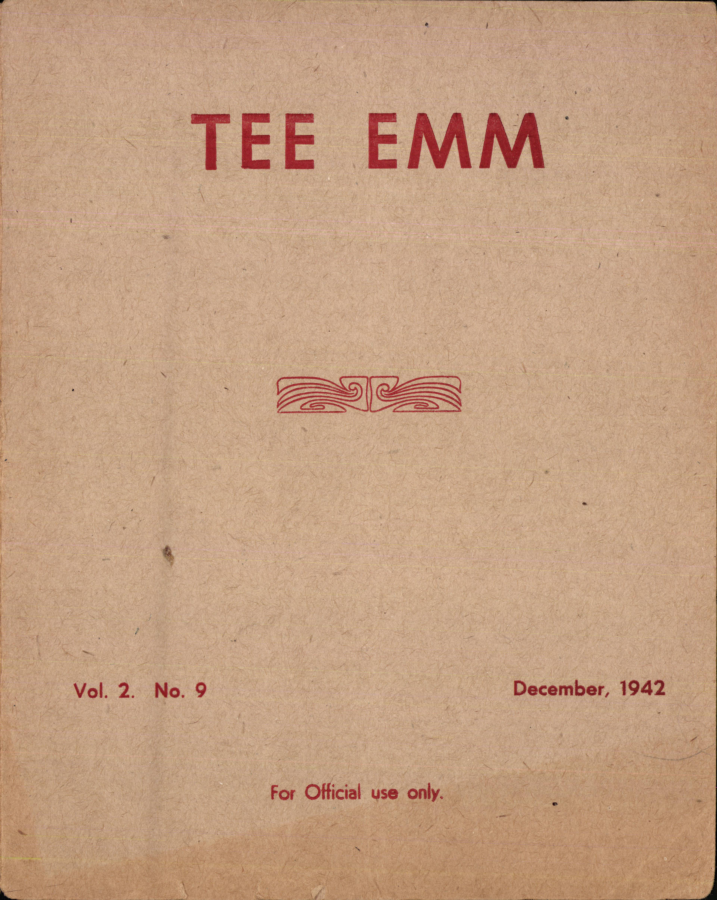 TEE EMM
Vol. 2. No. 9
December, 1942
For Official use only.